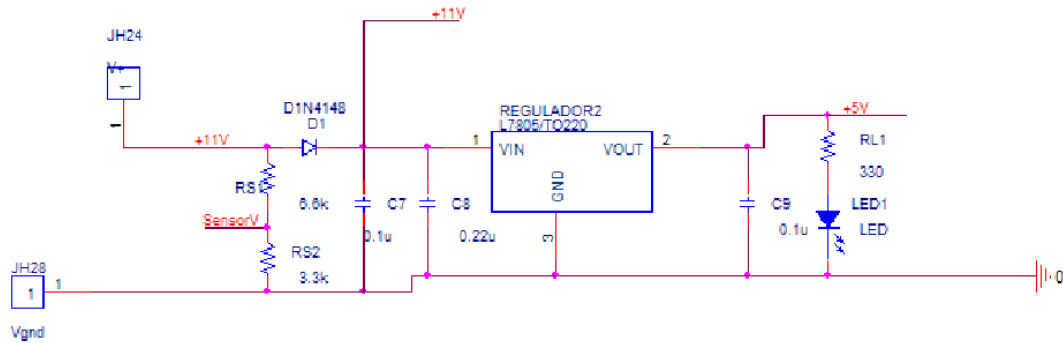 +11V
JH24
V+
1
1
D1N4148
D1
+11V
REGULADOR2
L7805/TO220
1
VIN
VOUT
2
GND
3
+5V
RL1
330
RS1
6.6k
SensorV
C7
0.1u
C8
0.22u
C9
0.1u
LED1
LED
RS2
3.3k
JH28
1
1
Vgnd
0